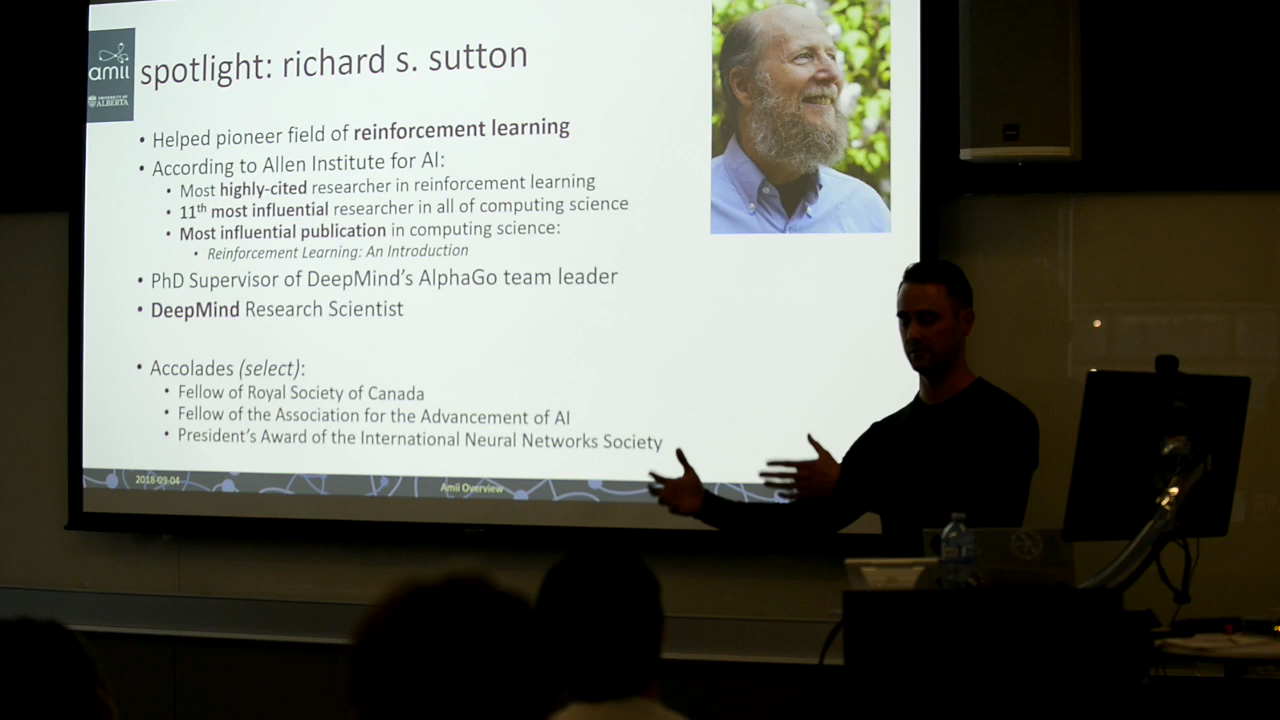 amii
UNIVERSITY OF
ALBERTA
spotlight: richard s. sutton
• Helped pioneer field of reinforcement learning
• According to Allen Institute for AI:
• Most highly-cited researcher in reinforcement learning
• 11th most influential researcher in all of computing science
• Most influential publication in computing science:
• Reinforcement Learning: An Introduction
• PhD Supervisor of DeepMind's AlphaGo team leader
• DeepMind Research Scientist
• Accolades (select):
• Fellow of Royal Society of Canada
• Fellow of the Association for the Advancement of AI
• President's Award of the International Neural Networks Society
2018-09-04
Amii Overview